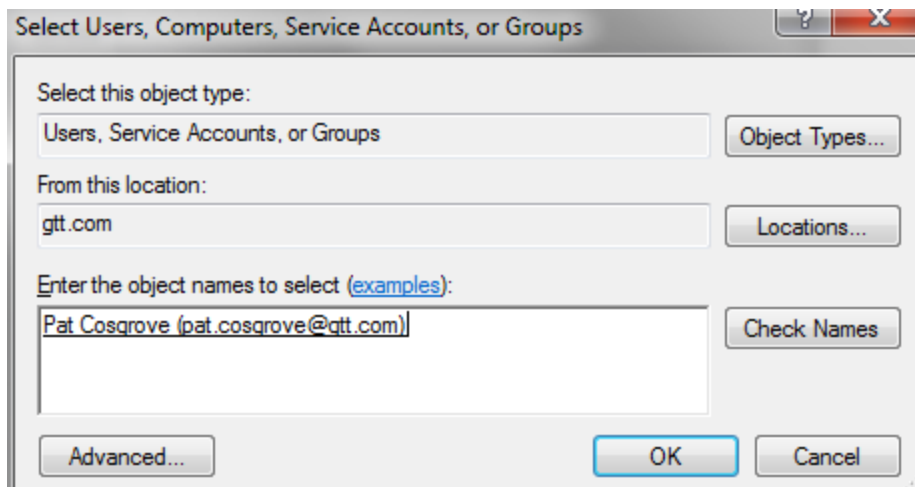 Select Users, Computers, Service Accounts, or Groups
Select this object type:
Users, Service Accounts, or Groups
Object Types...
From this location:
gtt.com
Locations...
Enter the object names to select (examples):
Pat Cosgrove (pat.cosgrove@gtt.com)
Check Names
Advanced...
OK
Cancel